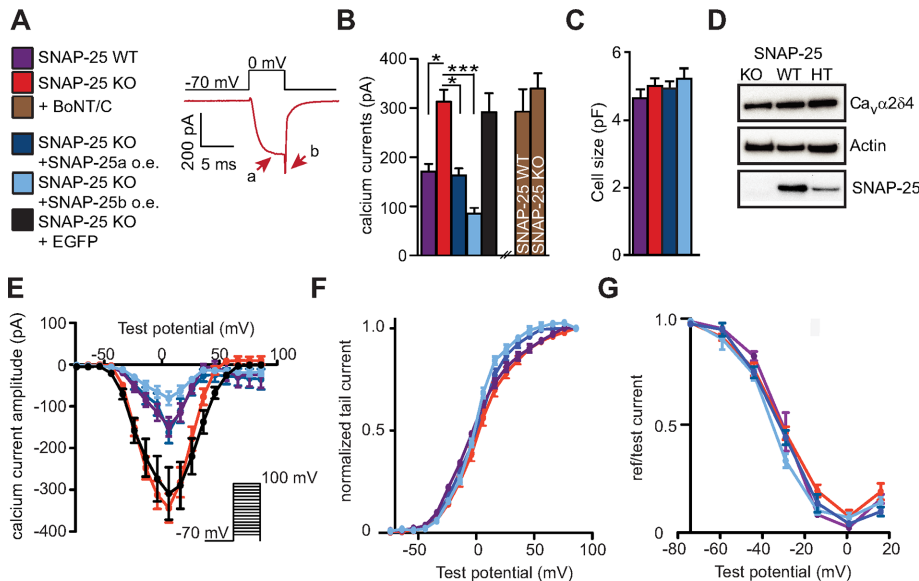 A
SNAP-25 WT
SNAP-25 KO
+ BoNT/C
SNAP-25 KO
+SNAP-25a o.e.
SNAP-25 KO
+SNAP-25b o.e.
SNAP-25 KO
+ EGFP
0 mV
-70 mV
200 pA
5 ms
a
b
B
calcium currents (pA)
400
300
200
100
0
*
*
***
SNAP-25 WT
SNAP-25 KO
//
C
Cell size (pF)
6
4
2
0
D
SNAP-25
KO WT HT
Cavα2δ4
Actin
SNAP-25
E
Test potential (mV)
calcium current amplitude (pA)
100
0
-100
-200
-300
-400
-50
0
50
100
100 mV
-70 mV
F
normalized tail current
1.0
0.5
0
-50
0
50
100
Test potential (mV)
G
ref/test current
1.0
0.5
0
-80
-60
-40
-20
0
20
Test potential (mV)